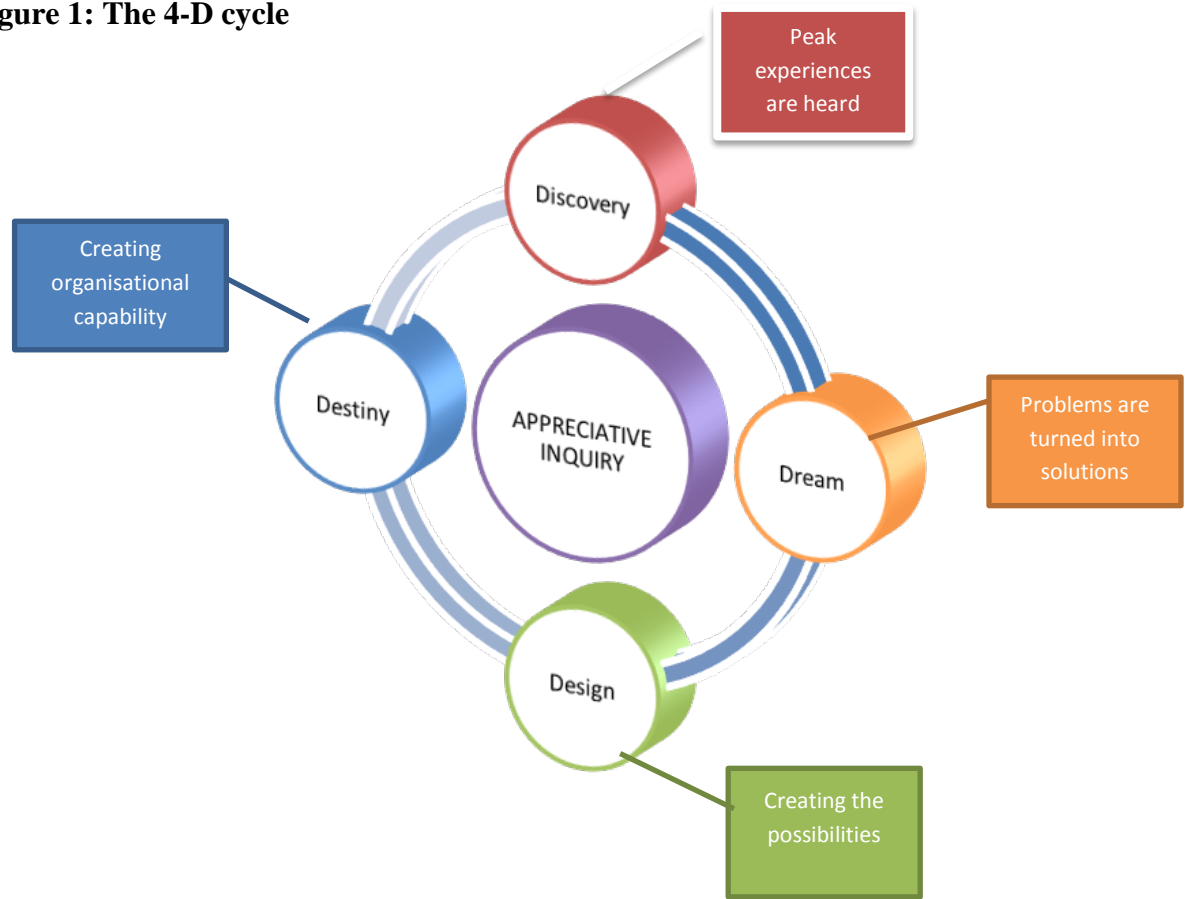 gure 1: The 4-D cycle
Peak
experiences
are heard
Discovery
Creating
organisational
capability
Destiny
APPRECIATIVE
INQUIRY
Dream
Problems are
turned into
solutions
Design
Creating the
possibilities